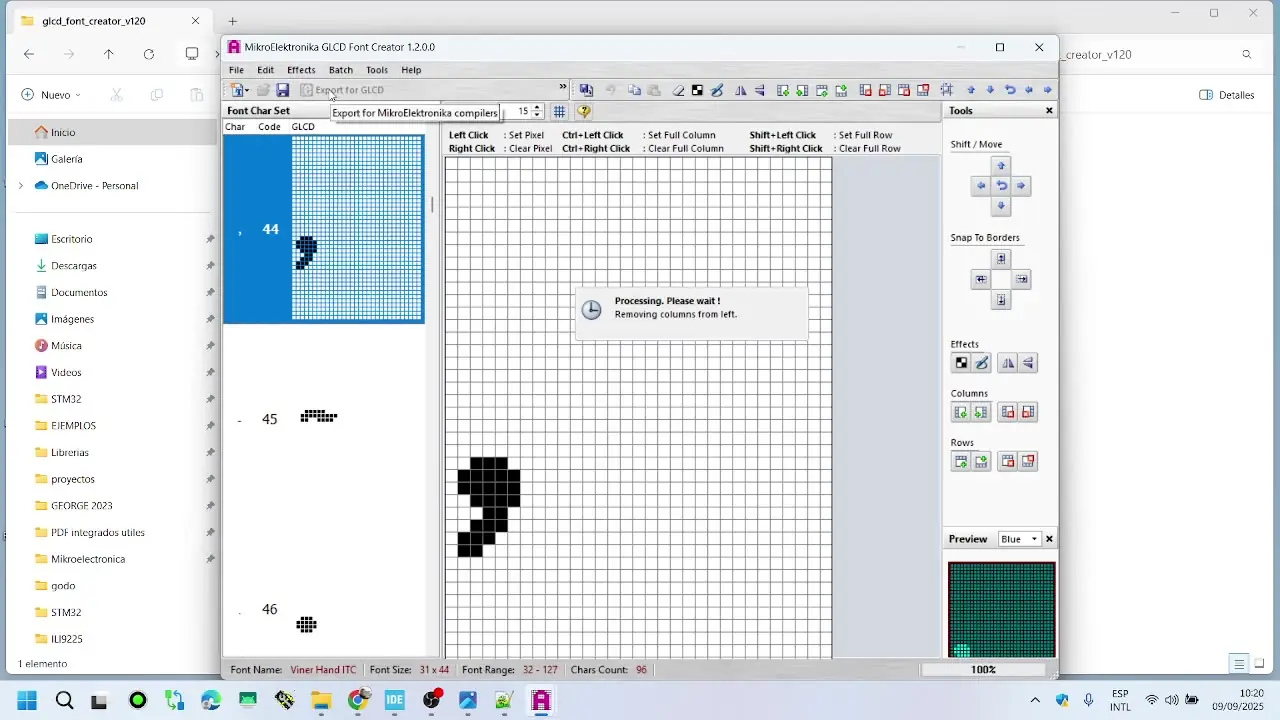 glcd_font_creator_v120
MikroElektronika GLCD Font Creator 1.2.0.0
_creator_v120
File Edit Effects Batch Tools Help
Nuevo
Export for GLCD
Detalles
Export for MikroElektronika compilers
15
Font Char Set
Tools
Char Code GLCD
Left Click : Set Pixel Ctrl+Left Click : Set Full Column Shift+Left Click : Set Full Row
Right Click : Clear Pixel Ctrl+Right Click : Clear Full Column Shift+Right Click : Clear Full Row
Inicio
Galería
OneDrive - Personal
Escritorio
Descargas
Documentos
Imágenes
Música
Videos
STM32
EJEMPLOS
Librerias
proyectos
GFORGE 2023
PDF integrados utiles
Mikroelectronica
godo
STM32
ILI9225
1 elemento
, 44
- 45
. 46
Processing. Please wait !
Removing columns from left.
Shift / Move
Snap To Borders
Effects
Columns
Rows
Preview Blue
Font Name: Viner Hand ITC Font Size: 31 x 44 Font Range: 32 - 127 Chars Count: 96
100%
IDE
ESP
INTL
0:20
09/09/2025